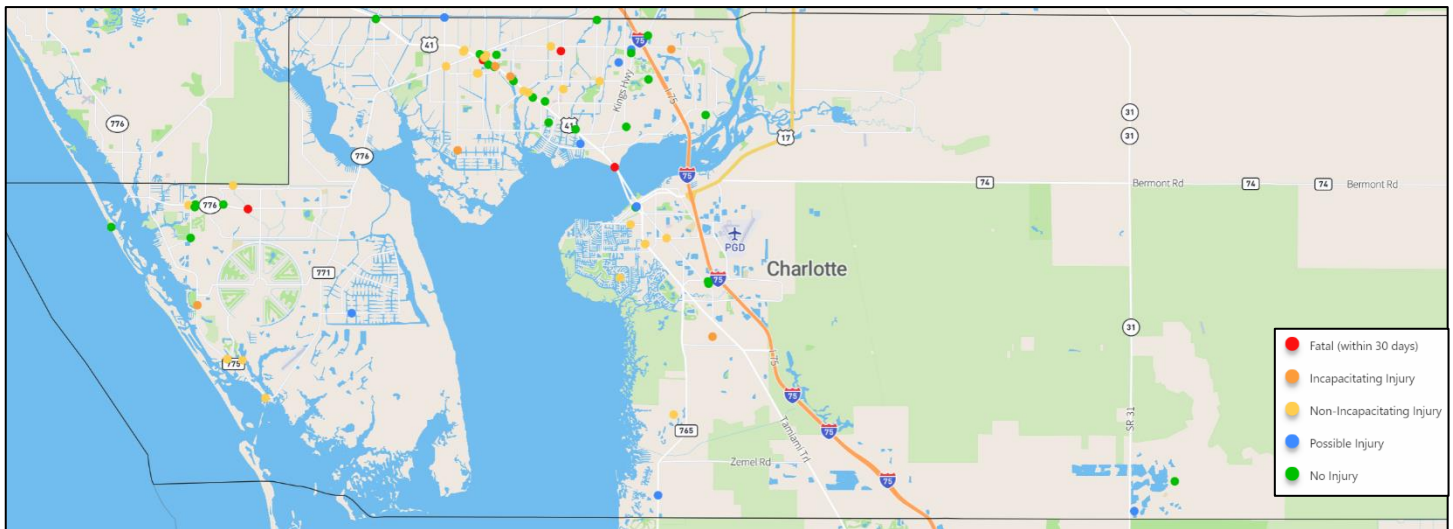 41
75
776
Kings Hwy
I-75
31
31
41
17
776
75
74
Bermont Rd
74
74
Bermont Rd
776
PGD
771
Charlotte
75
31
775
I-75
75
765
Tamiami Trl
75
SR 31
Zemel Rd
75
Fatal (within 30 days)
Incapacitating Injury
Non-Incapacitating Injury
Possible Injury
No Injury